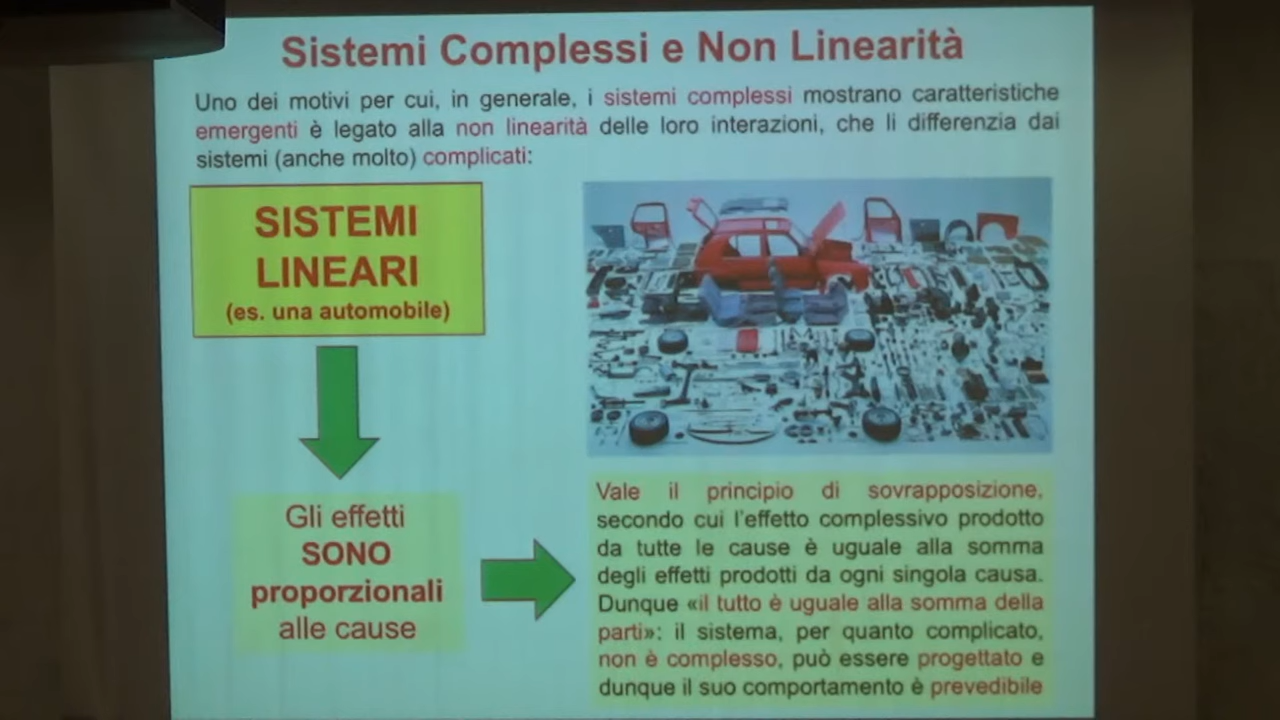 Sistemi Complessi e Non Linearità
Uno dei motivi per cui, in generale, i sistemi complessi mostrano caratteristiche
emergenti è legato alla non linearità delle loro interazioni, che li differenzia dai
sistemi (anche molto) complicati:
SISTEMI
LINEARI
(es. una automobile)
Gli effetti
SONO
proporzionali
alle cause
Vale il principio di sovrapposizione,
secondo cui l'effetto complessivo prodotto
da tutte le cause è uguale alla somma
degli effetti prodotti da ogni singola causa.
Dunque «il tutto è uguale alla somma della
parti»: il sistema, per quanto complicato,
non è complesso, può essere progettato e
dunque il suo comportamento è prevedibile